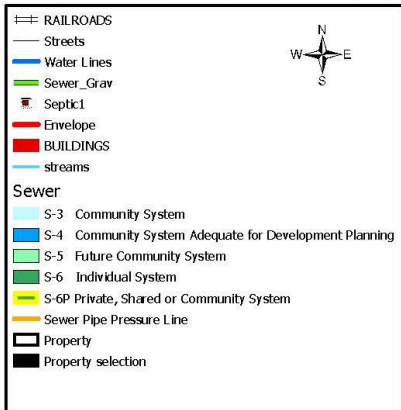 RAILROADS
Streets
Water Lines
Sewer_Grav
Septic1
Envelope
BUILDINGS
streams
Sewer
S-3 Community System
S-4 Community System Adequate for Development Planning
S-5 Future Community System
S-6 Individual System
S-6P Private, Shared or Community System
Sewer Pipe Pressure Line
Property
Property selection
N
W E
S